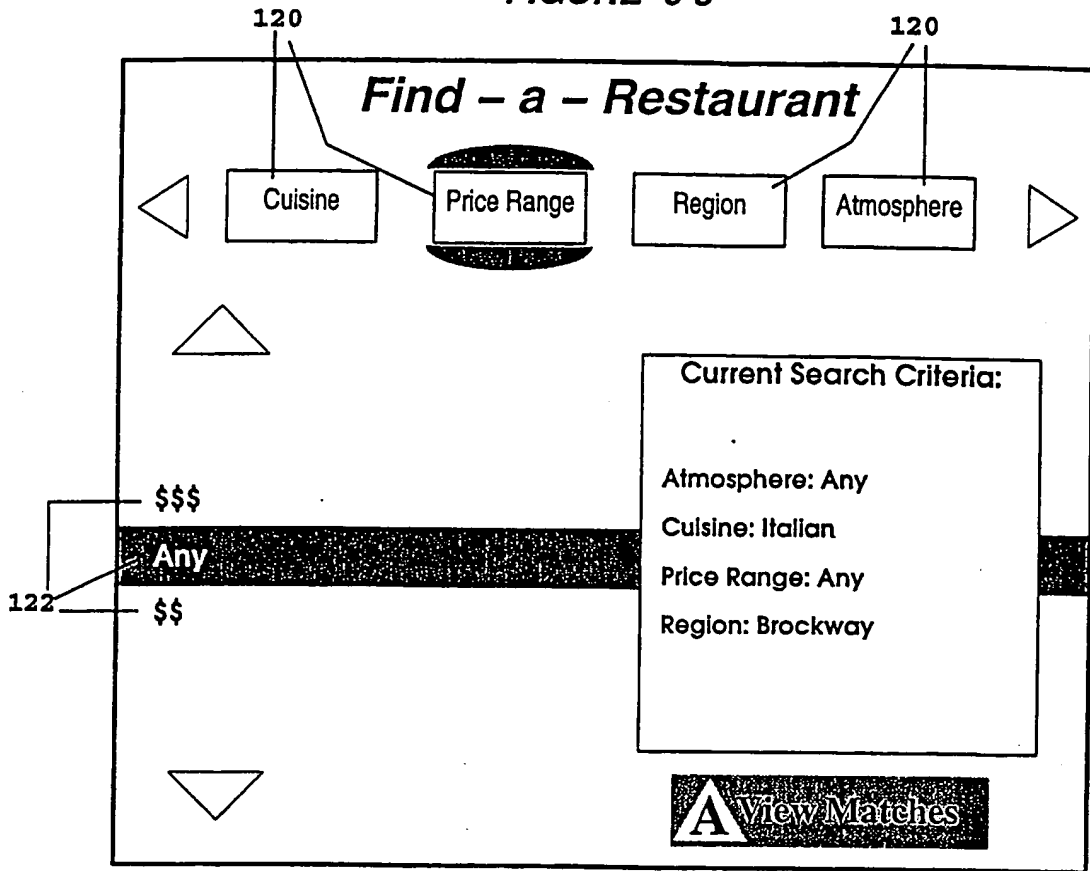 120
120
Find – a – Restaurant
Cuisine
Price Range
Region
Atmosphere
Current Search Criteria:
Atmosphere: Any
Cuisine: Italian
Price Range: Any
Region: Brockway
$$$
Any
122
$$
A View Matches